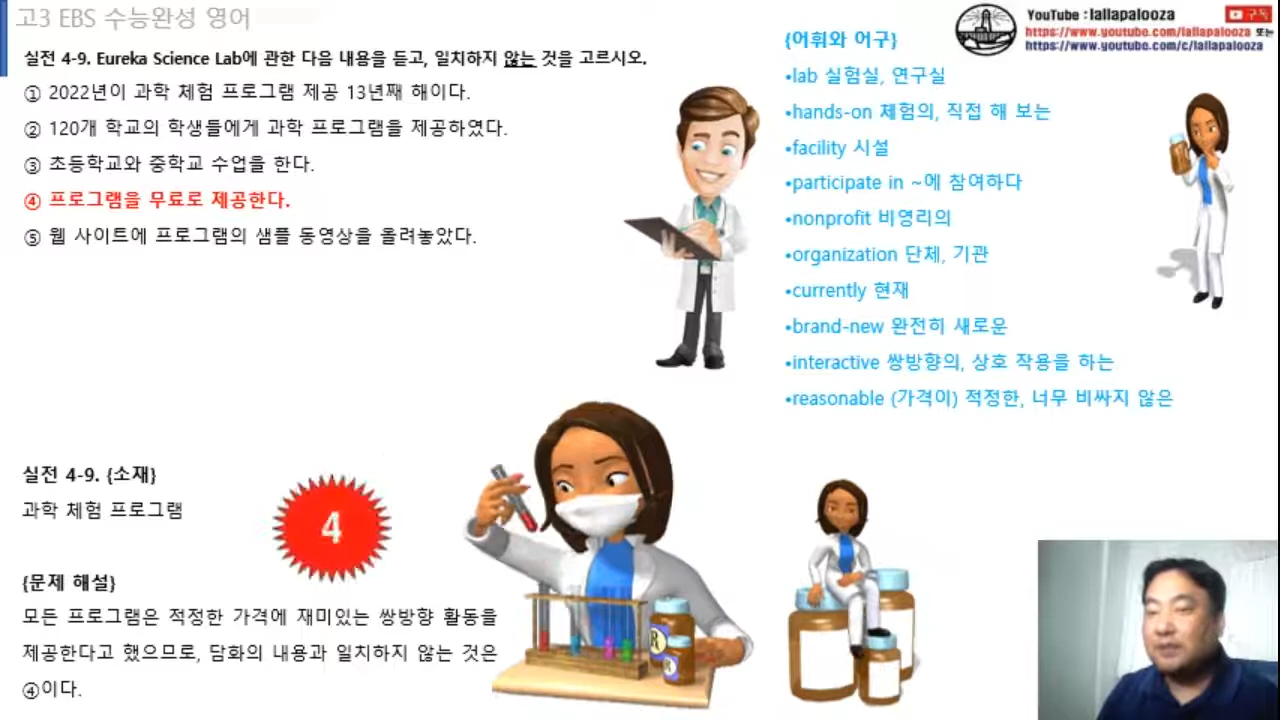 고3 EBS 수능완성 영어
실전 4-9. Eureka Science Lab에 관한 다음 내용을 듣고, 일치하지 않는 것을 고르시오.
① 2022년이 과학 체험 프로그램 제공 13년째 해이다.
② 120개 학교의 학생들에게 과학 프로그램을 제공하였다.
③ 초등학교와 중학교 수업을 한다.
④ 프로그램을 무료로 제공한다.
⑤ 웹 사이트에 프로그램의 샘플 동영상을 올려놓았다.
{어휘와 어구}
•lab 실험실, 연구실
•hands-on 체험의, 직접 해 보는
•facility 시설
•participate in ~에 참여하다
•nonprofit 비영리의
•organization 단체, 기관
•currently 현재
•brand-new 완전히 새로운
•interactive 쌍방향의, 상호 작용을 하는
•reasonable (가격이) 적정한, 너무 비싸지 않은
YouTube : lallapalooza 구독
https://www.youtube.com/lallapalooza 또는
https://www.youtube.com/c/lallapalooza
실전 4-9. {소재}
과학 체험 프로그램
4
{문제 해설}
모든 프로그램은 적정한 가격에 재미있는 쌍방향 활동을
제공한다고 했으므로, 담화의 내용과 일치하지 않는 것은
④이다.
R
R